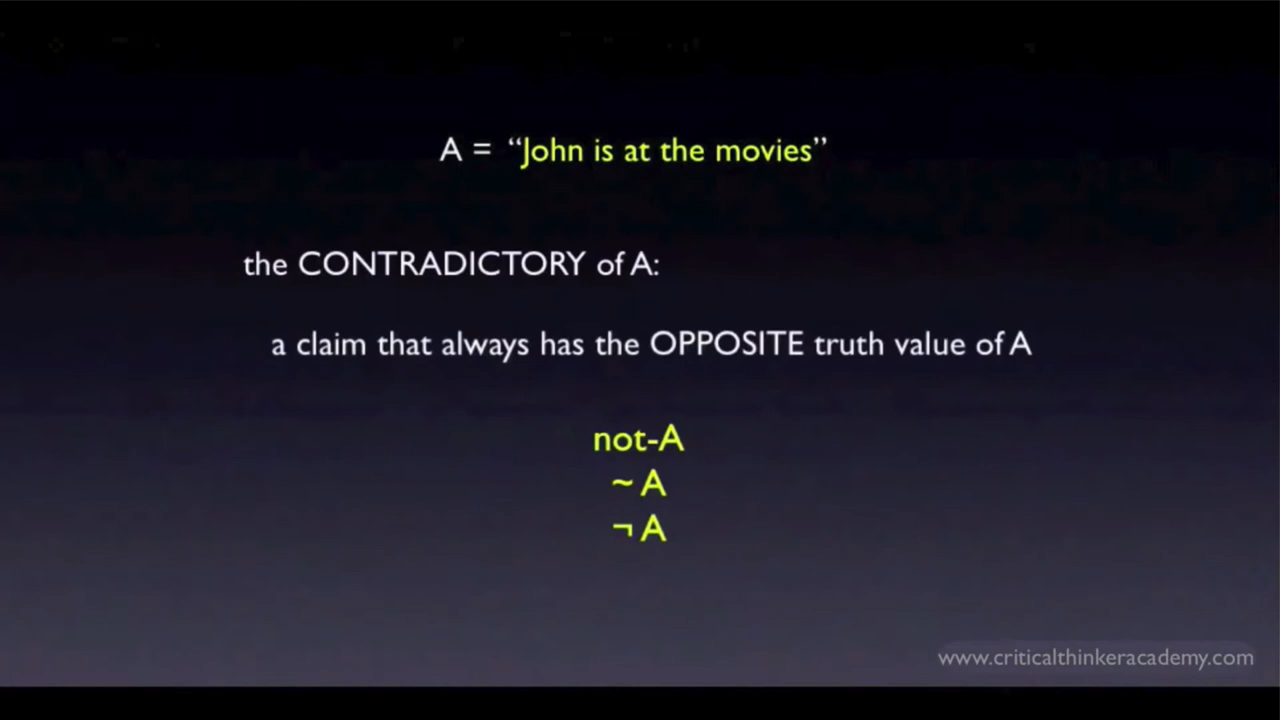 A = “John is at the movies”
the CONTRADICTORY of A:
a claim that always has the OPPOSITE truth value of A
not-A
~ A
¬ A
www.criticalthinkeracademy.com